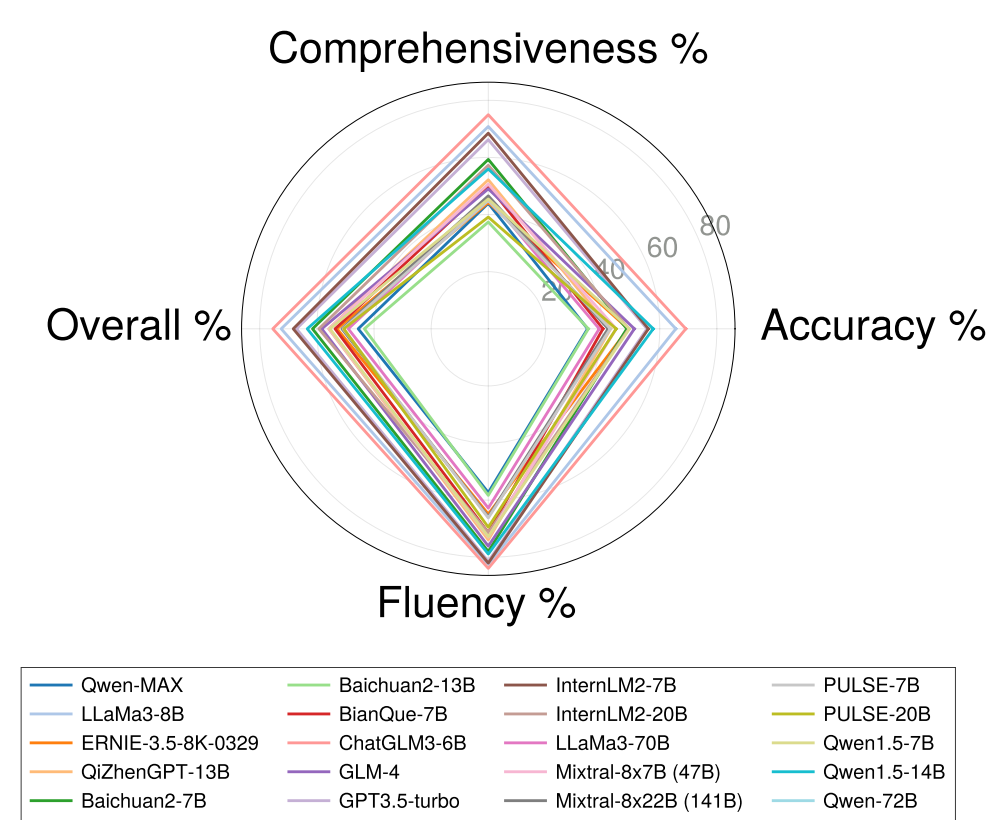 Comprehensiveness %
80
60
40
20
Overall %
Accuracy %
Fluency %
Qwen-MAX
LLaMa3-8B
ERNIE-3.5-8K-0329
QiZhenGPT-13B
Baichuan2-7B
Baichuan2-13B
BianQue-7B
ChatGLM3-6B
GLM-4
GPT3.5-turbo
InternLM2-7B
InternLM2-20B
LLaMa3-70B
Mixtral-8x7B (47B)
Mixtral-8x22B (141B)
PULSE-7B
PULSE-20B
Qwen1.5-7B
Qwen1.5-14B
Qwen-72B